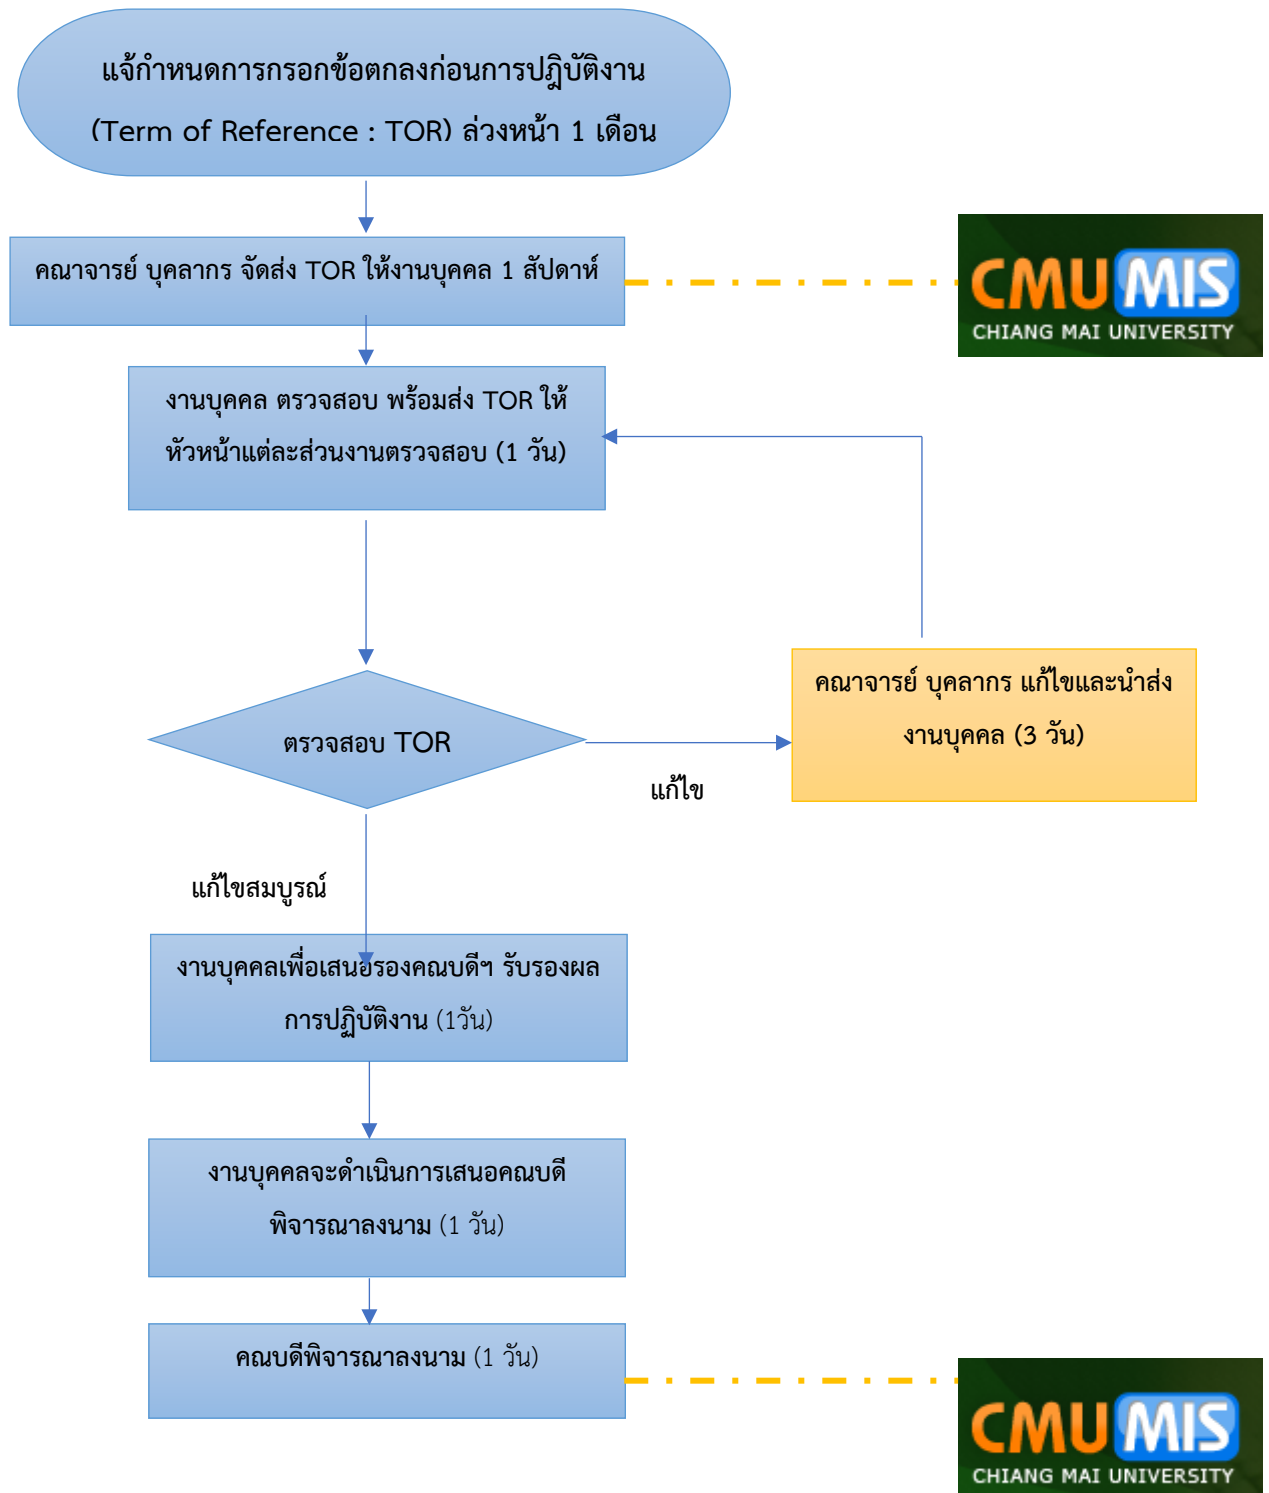 แจ้กำหนดการกรอกข้อตกลงก่อนการปฎิบัติงาน
(Term of Reference : TOR) ล่วงหน้า 1 เดือน
คณาจารย์ บุคลากร จัดส่ง TOR ให้งานบุคคล 1 สัปดาห์
CMU MIS
CHIANG MAI UNIVERSITY
งานบุคคล ตรวจสอบ พร้อมส่ง TOR ให้
หัวหน้าแต่ละส่วนงานตรวจสอบ (1 วัน)
คณาจารย์ บุคลากร แก้ไขและนำส่ง
งานบุคคล (3 วัน)
ตรวจสอบ TOR
แก้ไข
แก้ไขสมบูรณ์
งานบุคคลเพื่อเสนอรองคณบดีฯ รับรองผล
การปฏิบัติงาน (1วัน)
งานบุคคลจะดำเนินการเสนอคณบดี
พิจารณาลงนาม (1 วัน)
คณบดีพิจารณาลงนาม (1 วัน)
CMU MIS
CHIANG MAI UNIVERSITY